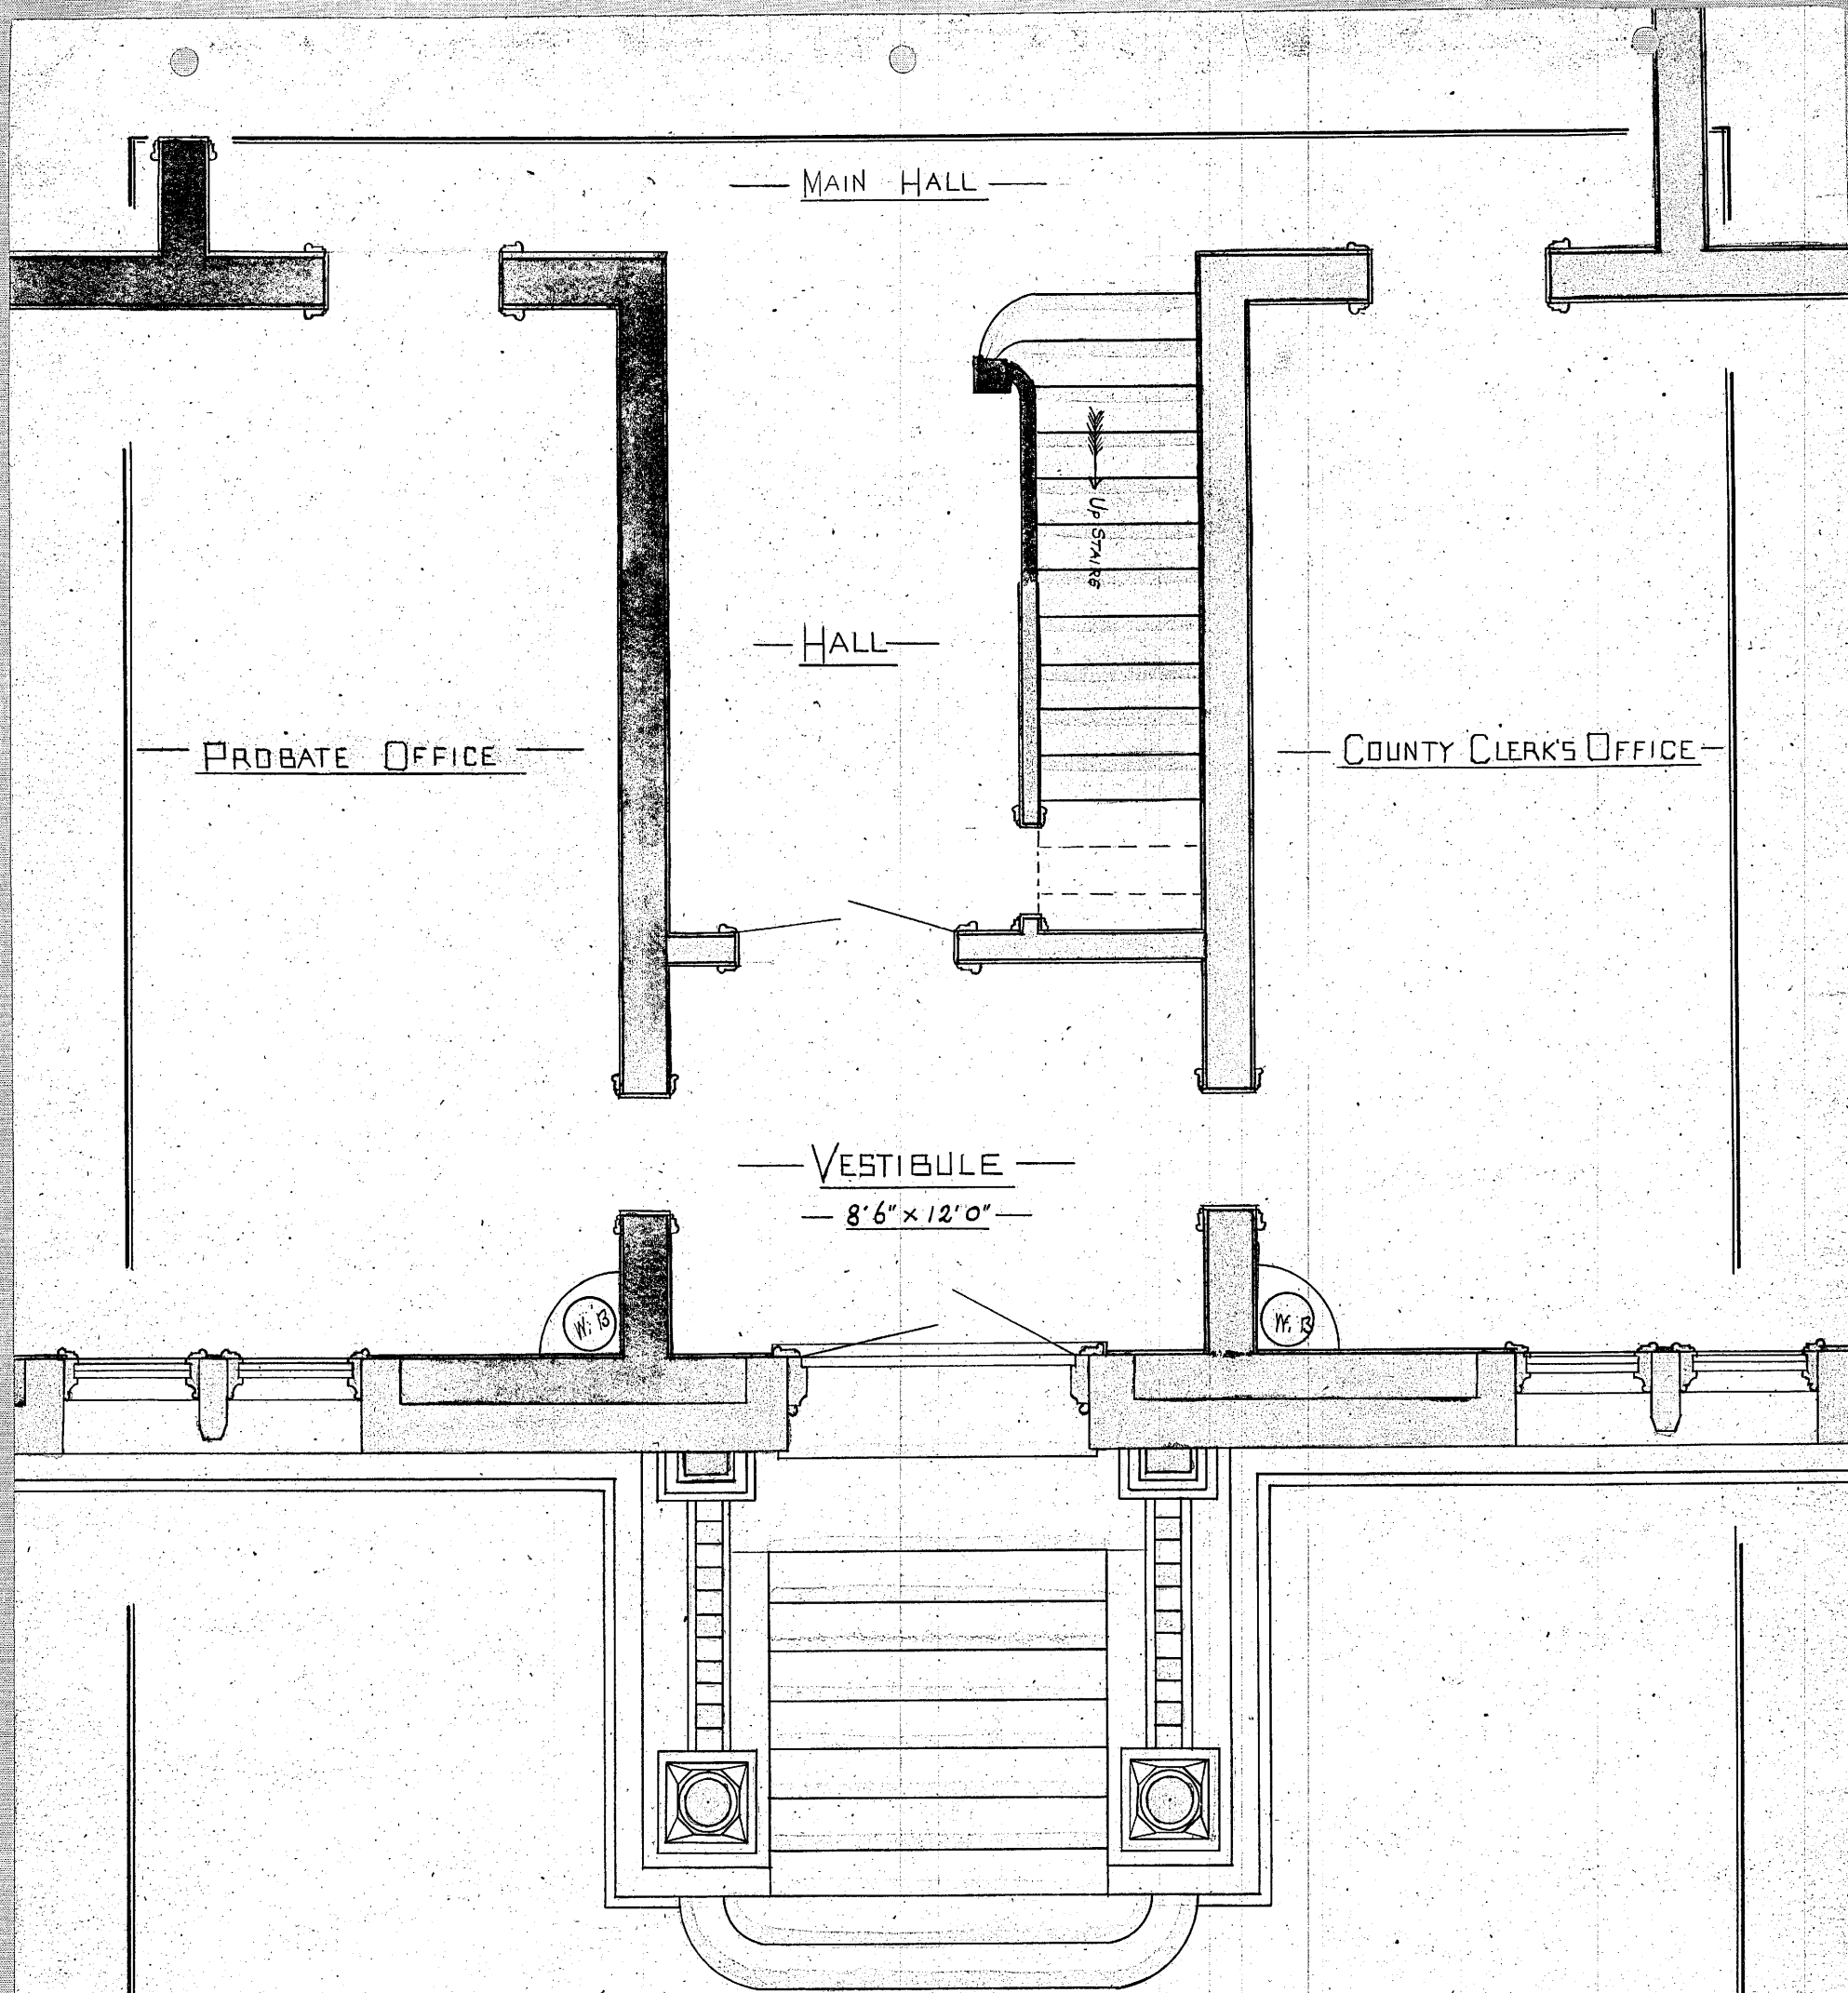 MAIN HALL
UP STAIRS
HALL
PROBATE OFFICE
COUNTY CLERK'S OFFICE
VESTIBULE
8'6" x 12'0"
W. B
W. B